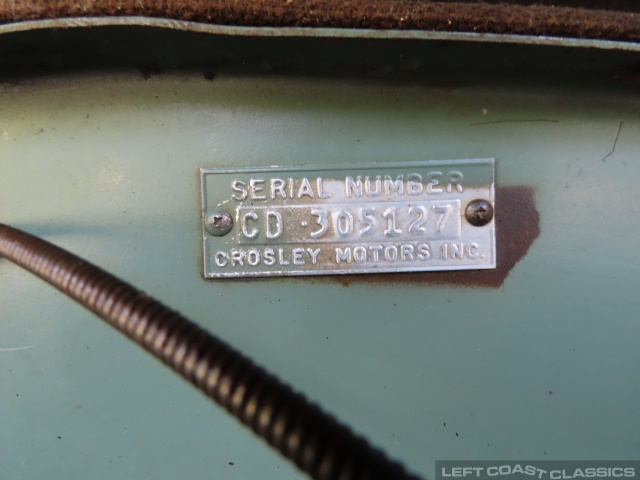 SERIAL NUMBER
CD 305127
CROSLEY MOTORS INC.
LEFT COAST CLASSICS